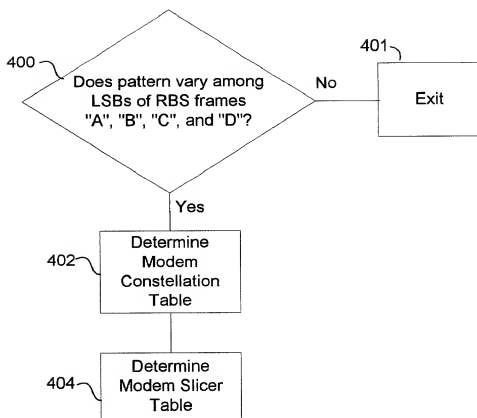 400
Does pattern vary among
LSBs of RBS frames
"A", "B", "C", and "D"?
No
401
Exit
Yes
402
Determine
Modem
Constellation
Table
404
Determine
Modem Slicer
Table